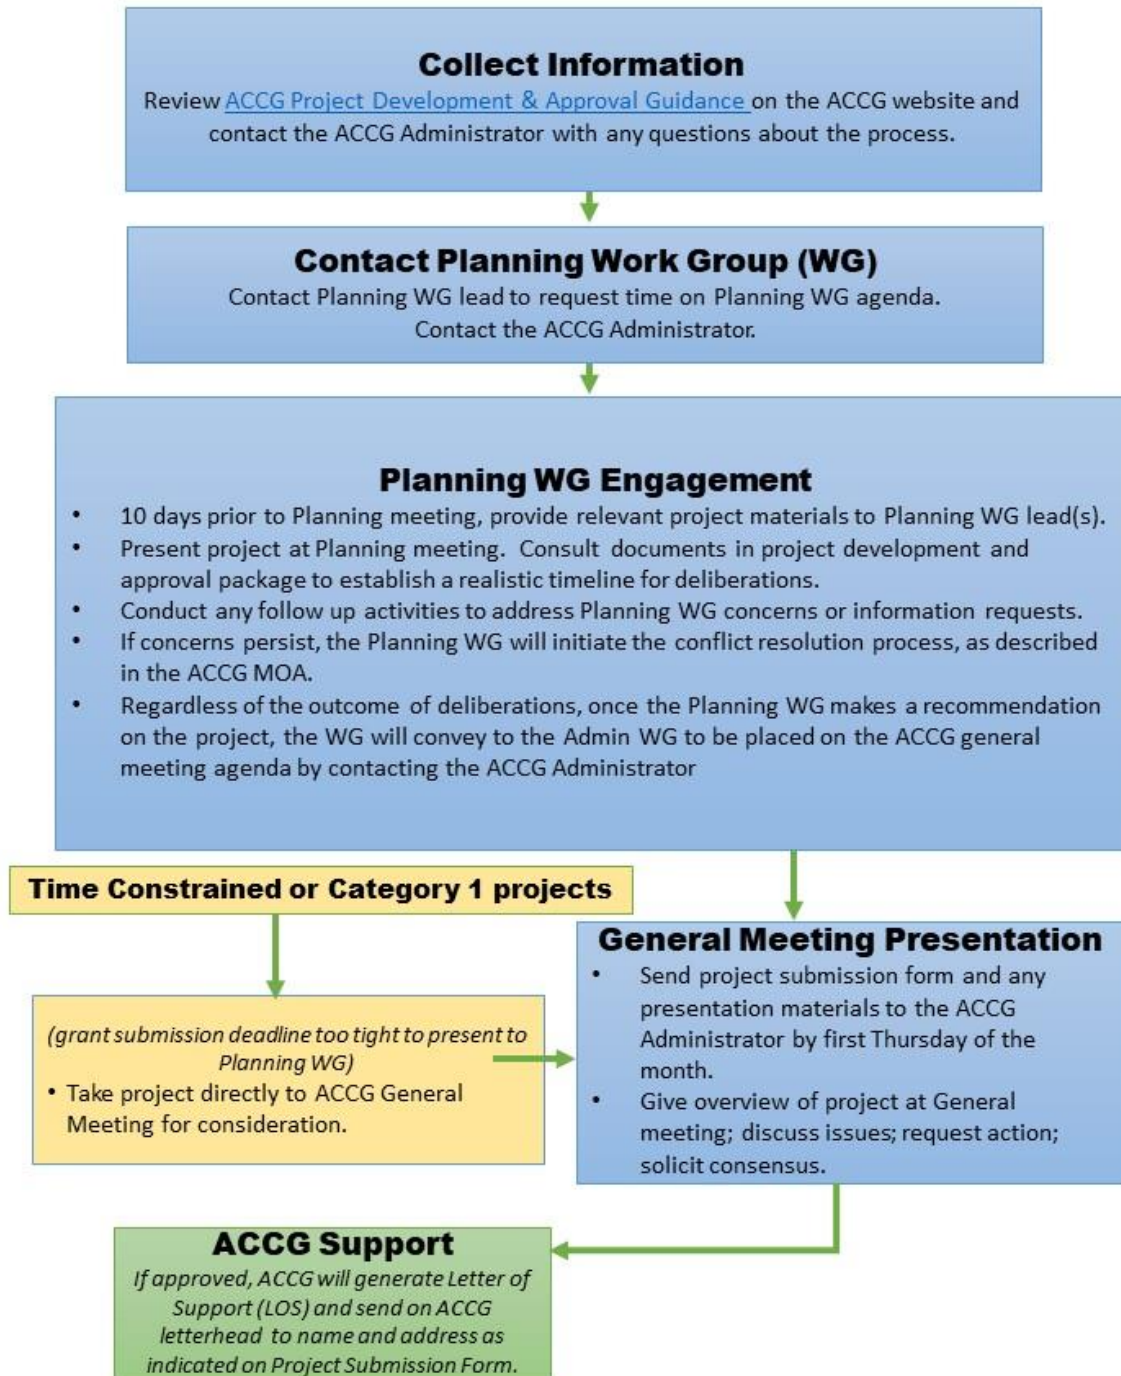 Collect Information
Review ACCG Project Development & Approval Guidance on the ACCG website and
contact the ACCG Administrator with any questions about the process.
Contact Planning Work Group (WG)
Contact Planning WG lead to request time on Planning WG agenda.
Contact the ACCG Administrator.
Planning WG Engagement
• 10 days prior to Planning meeting, provide relevant project materials to Planning WG lead(s).
• Present project at Planning meeting. Consult documents in project development and
approval package to establish a realistic timeline for deliberations.
• Conduct any follow up activities to address Planning WG concerns or information requests.
• If concerns persist, the Planning WG will initiate the conflict resolution process, as described
in the ACCG MOA.
• Regardless of the outcome of deliberations, once the Planning WG makes a recommendation
on the project, the WG will convey to the Admin WG to be placed on the ACCG general
meeting agenda by contacting the ACCG Administrator
Time Constrained or Category 1 projects
(grant submission deadline too tight to present to
Planning WG)
• Take project directly to ACCG General
Meeting for consideration.
General Meeting Presentation
• Send project submission form and any
presentation materials to the ACCG
Administrator by first Thursday of the
month.
• Give overview of project at General
meeting; discuss issues; request action;
solicit consensus.
ACCG Support
If approved, ACCG will generate Letter of
Support (LOS) and send on ACCG
letterhead to name and address as
indicated on Project Submission Form.